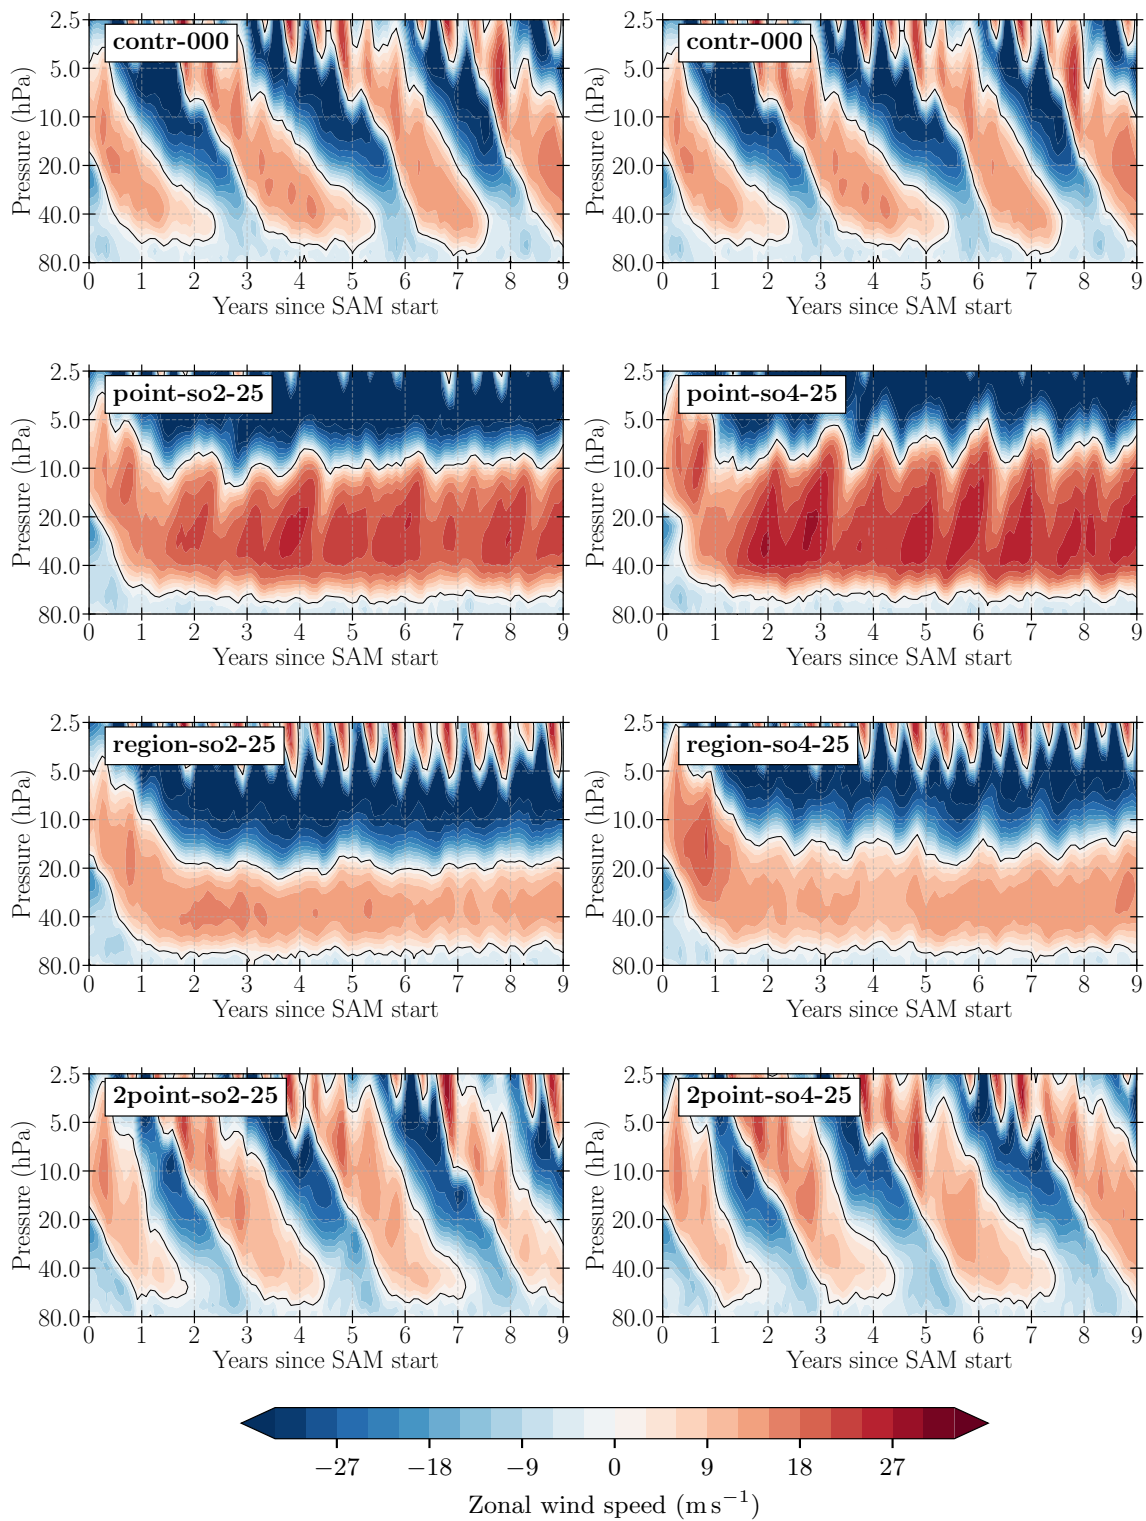 2.5
5.0
10.0
20.0
40.0
80.0
Pressure (hPa)
contr-000
0 1 2 3 4 5 6 7 8 9
Years since SAM start
2.5
5.0
10.0
20.0
40.0
80.0
Pressure (hPa)
contr-000
0 1 2 3 4 5 6 7 8 9
Years since SAM start
2.5
5.0
10.0
20.0
40.0
80.0
Pressure (hPa)
point-so2-25
0 1 2 3 4 5 6 7 8 9
Years since SAM start
2.5
5.0
10.0
20.0
40.0
80.0
Pressure (hPa)
point-so4-25
0 1 2 3 4 5 6 7 8 9
Years since SAM start
2.5
5.0
10.0
20.0
40.0
80.0
Pressure (hPa)
region-so2-25
0 1 2 3 4 5 6 7 8 9
Years since SAM start
2.5
5.0
10.0
20.0
40.0
80.0
Pressure (hPa)
region-so4-25
0 1 2 3 4 5 6 7 8 9
Years since SAM start
2.5
5.0
10.0
20.0
40.0
80.0
Pressure (hPa)
2point-so2-25
0 1 2 3 4 5 6 7 8 9
Years since SAM start
2.5
5.0
10.0
20.0
40.0
80.0
Pressure (hPa)
2point-so4-25
0 1 2 3 4 5 6 7 8 9
Years since SAM start
−27 −18 −9 0 9 18 27
Zonal wind speed (m s⁻¹)